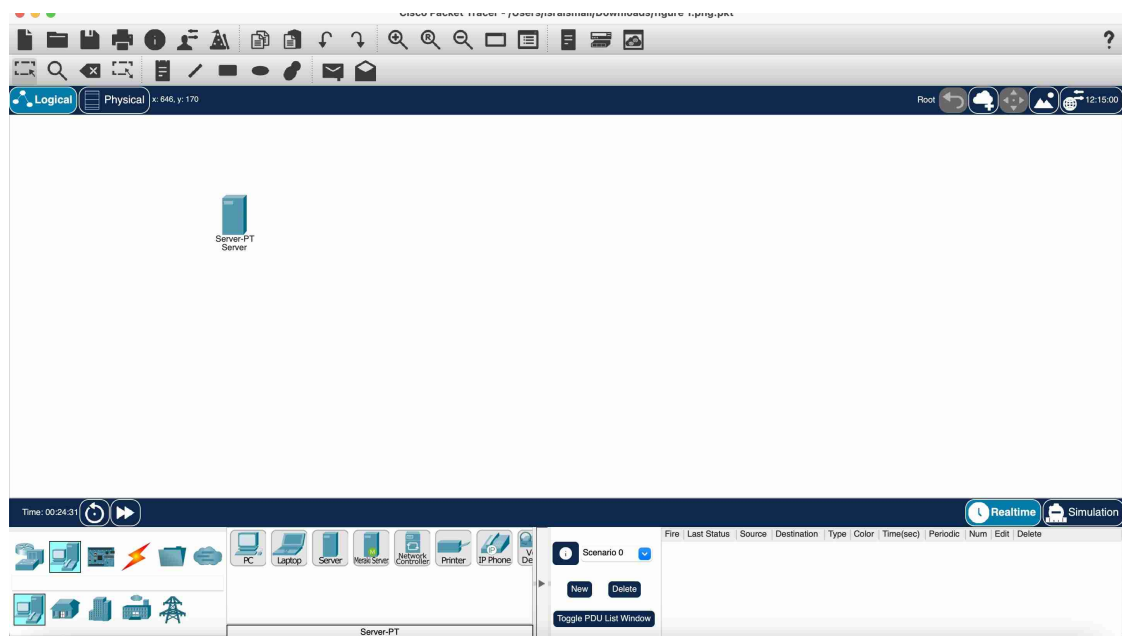 Cisco Packet Tracer - /Users/israismail/Downloads/figure 1.png.pkt
?
Logical
Physical
x: 646, y: 170
Root
12:15:00
Server-PT
Server
Time: 00:24:31
Realtime
Simulation
PC
Laptop
Server
Meraki Server
Network Controller
Printer
IP Phone
Scenario 0
New
Delete
Toggle PDU List Window
Fire Last Status Source Destination Type Color Time(sec) Periodic Num Edit Delete
Server-PT